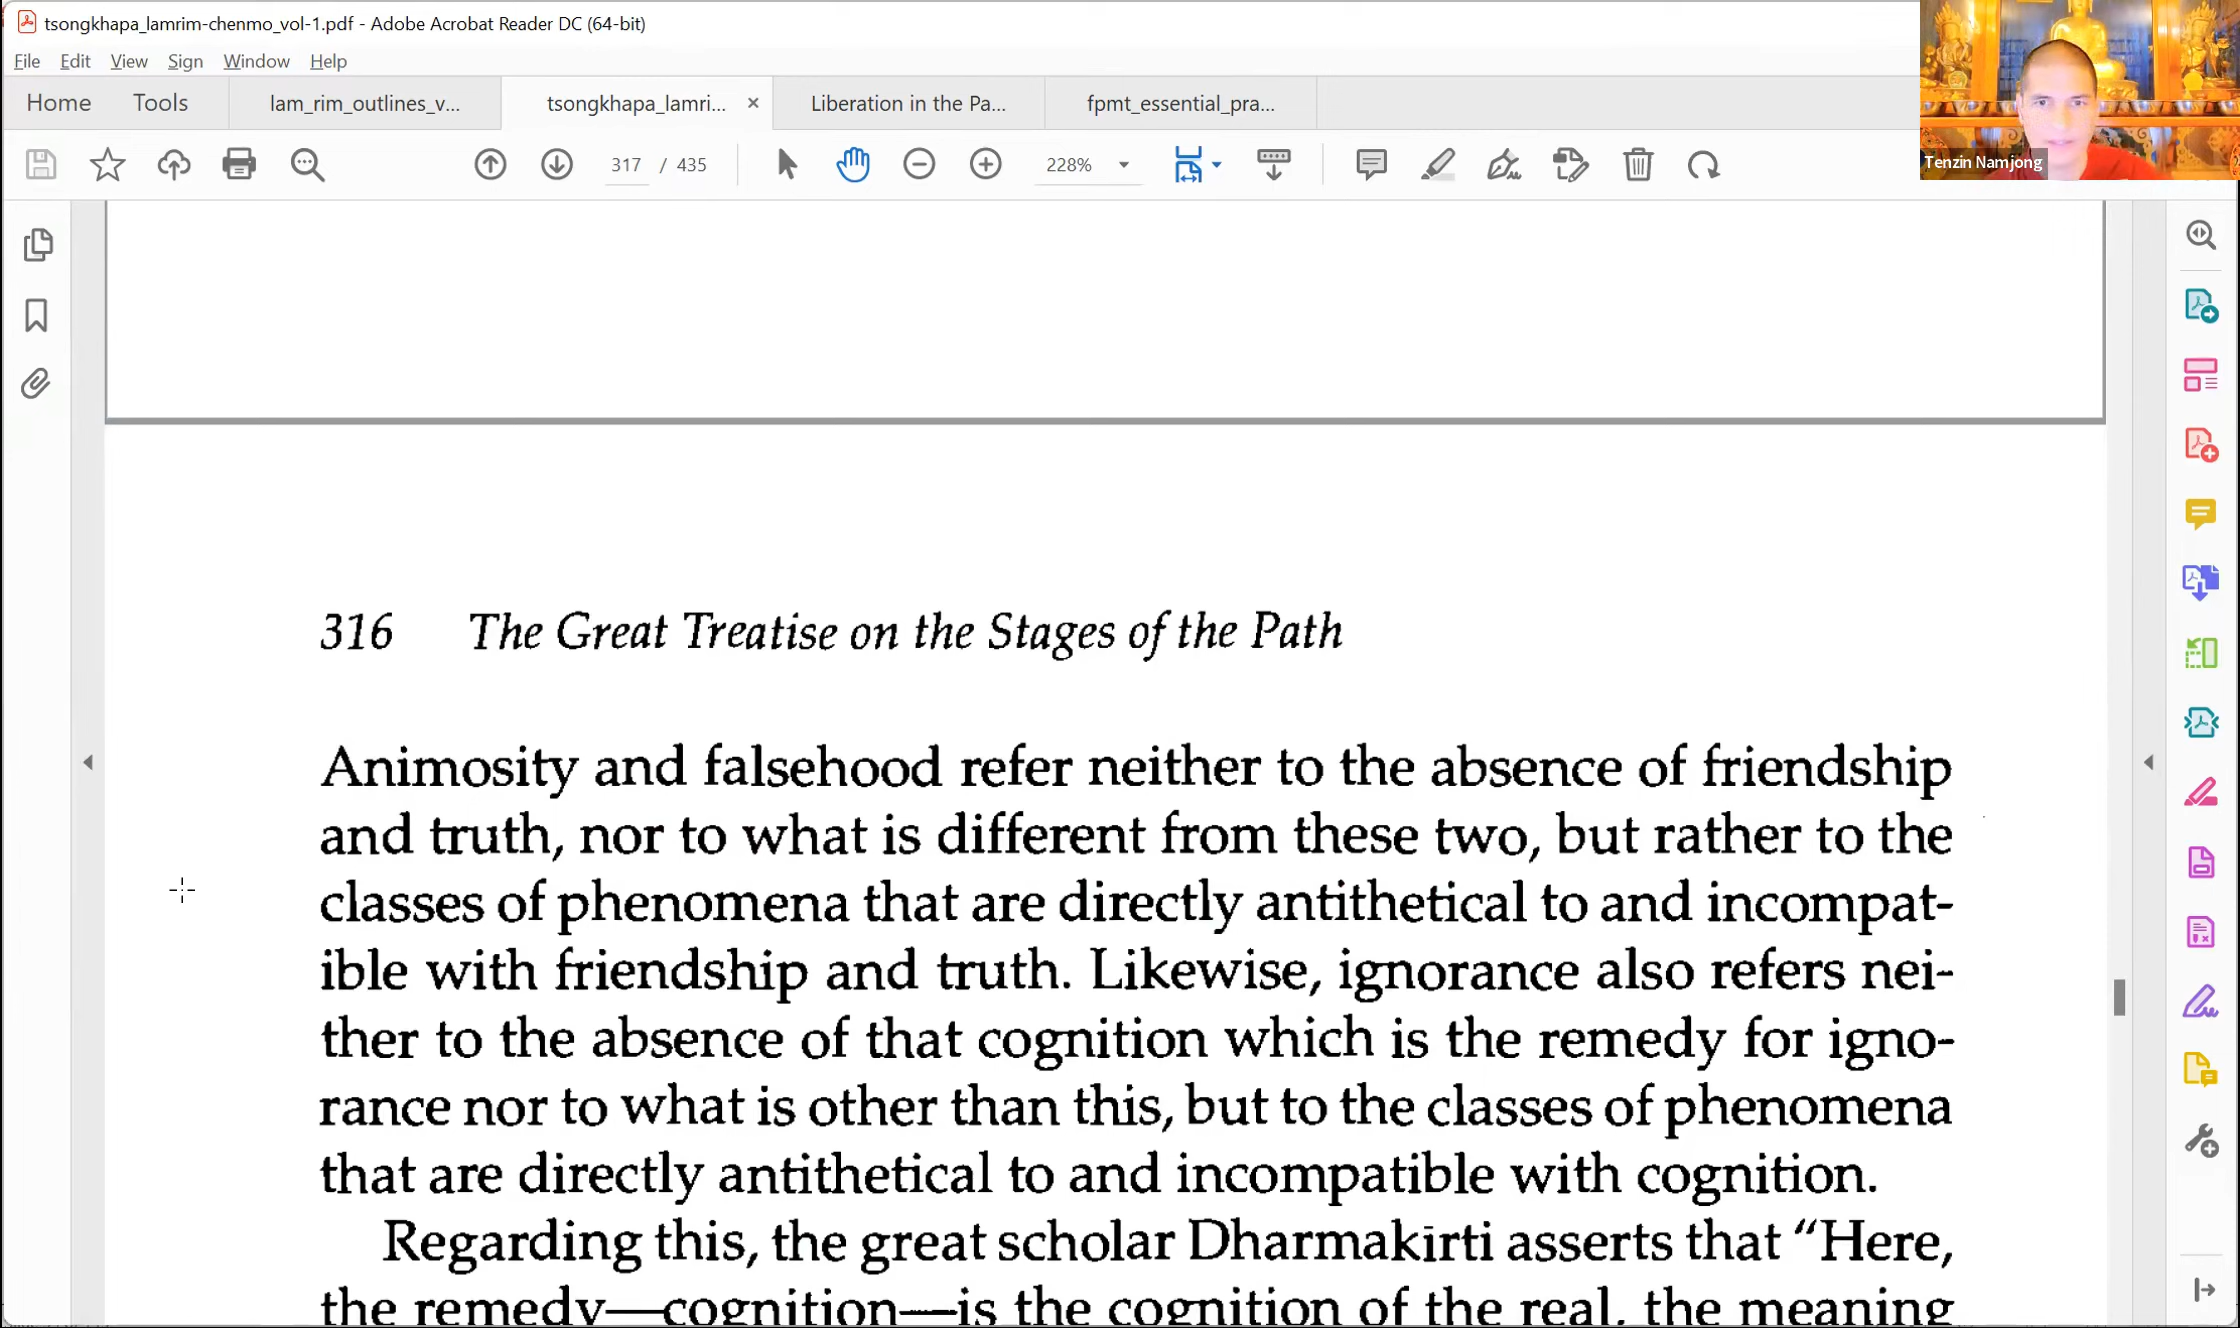 tsongkhapa_lamrim-chenmo_vol-1.pdf - Adobe Acrobat Reader DC (64-bit)
File Edit View Sign Window Help
Home Tools lam_rim_outlines_v... tsongkhapa_lamri... × Liberation in the Pa... fpmt_essential_pra...
317 / 435 228%
Tenzin Namjong
316 The Great Treatise on the Stages of the Path
Animosity and falsehood refer neither to the absence of friendship
and truth, nor to what is different from these two, but rather to the
classes of phenomena that are directly antithetical to and incompat-
ible with friendship and truth. Likewise, ignorance also refers nei-
ther to the absence of that cognition which is the remedy for igno-
rance nor to what is other than this, but to the classes of phenomena
that are directly antithetical to and incompatible with cognition.
Regarding this, the great scholar Dharmakīrti asserts that “Here,
the remedy—cognition—is the cognition of the real, the meaning